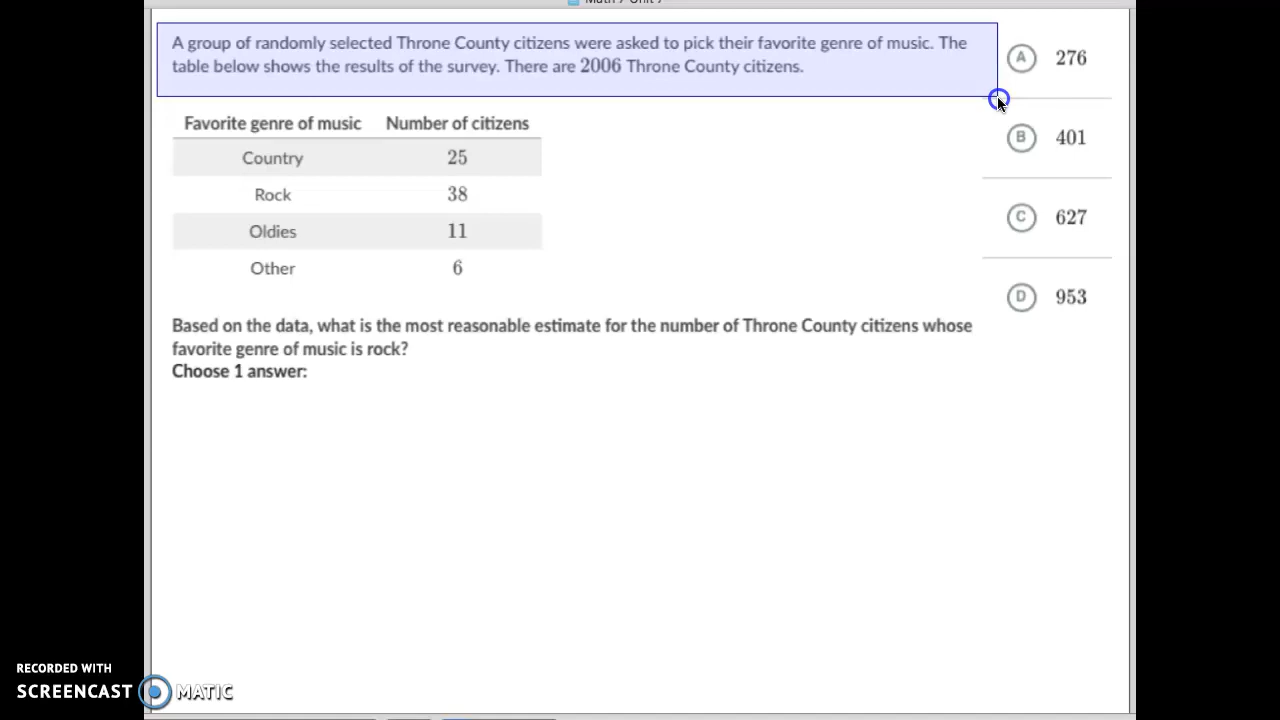 A group of randomly selected Throne County citizens were asked to pick their favorite genre of music. The
table below shows the results of the survey. There are 2006 Throne County citizens.
Favorite genre of music Number of citizens
Country 25
Rock 38
Oldies 11
Other 6
Based on the data, what is the most reasonable estimate for the number of Throne County citizens whose
favorite genre of music is rock?
Choose 1 answer:
A 276
B 401
C 627
D 953
RECORDED WITH
SCREENCAST MATIC